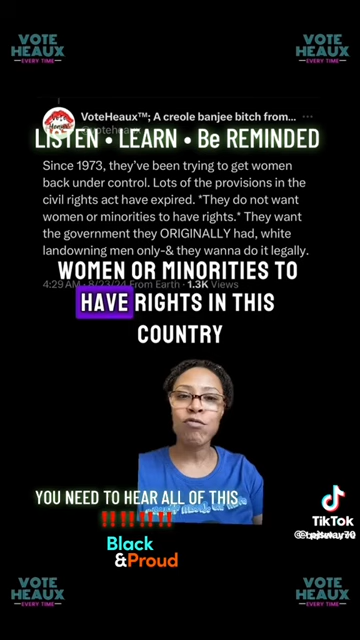 VOTE VOTE
HEAUX HEAUX
EVERY TIME EVERY TIME
VoteHeaux™; A creole banjee bitch from... ...
LISTEN • LEARN • Be REMINDED
Since 1973, they've been trying to get women
back under control. Lots of the provisions in the
civil rights act have expired. *They do not want
women or minorities to have rights.* They want
the government they ORIGINALLY had, white
landowning men only-& they wanna do it legally.
WOMEN OR MINORITIES TO
4:29 AM · 8/23/24 From Earth · 1.3K Views
HAVE RIGHTS IN THIS
COUNTRY
YOU NEED TO HEAR ALL OF THIS
‼️‼️‼️‼️‼️
Black
&Proud
TikTok
VOTE VOTE
HEAUX HEAUX
EVERY TIME EVERY TIME